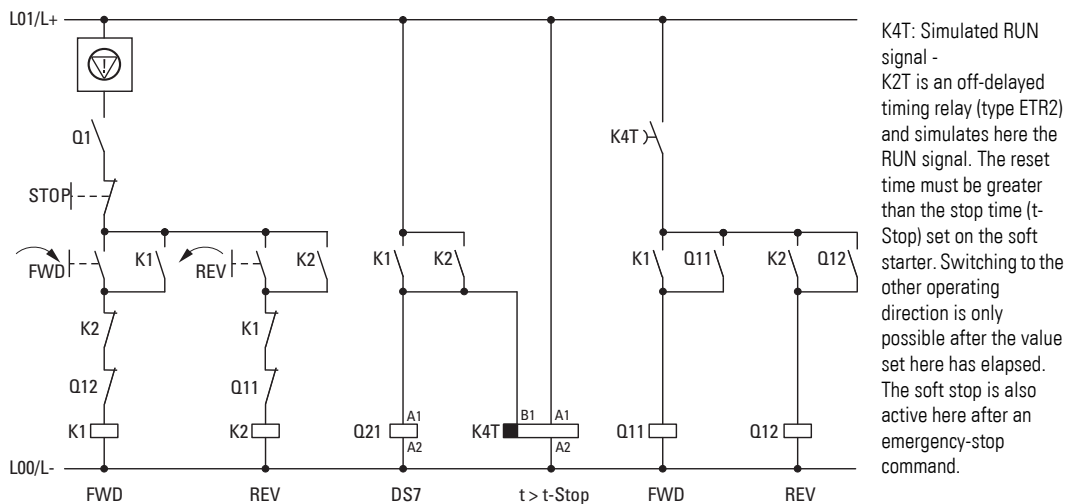 L01/L+
Q1
STOP
FWD
K1
REV
K2
K1
K2
K4T
K1
Q11
K2
Q12
K2
K1
Q12
Q11
K1
K2
Q21
A1
A2
K4T
B1
A1
A2
Q11
Q12
L00/L-
FWD
REV
DS7
t > t-Stop
FWD
REV
K4T: Simulated RUN
signal -
K2T is an off-delayed
timing relay (type ETR2)
and simulates here the
RUN signal. The reset
time must be greater
than the stop time (t-
Stop) set on the soft
starter. Switching to the
other operating
direction is only
possible after the value
set here has elapsed.
The soft stop is also
active here after an
emergency-stop
command.